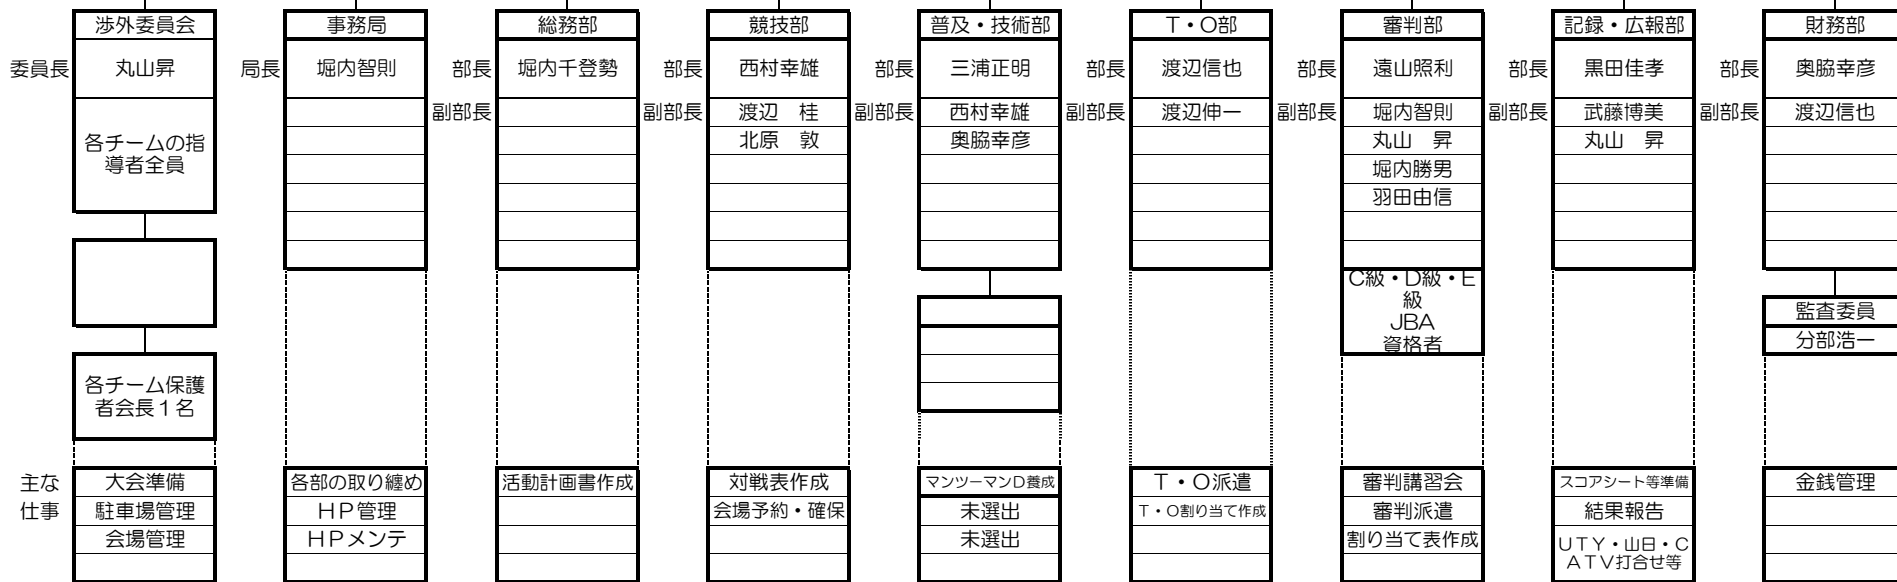 渉外委員会 事務局 総務部 競技部 普及・技術部 T・O部 審判部 記録・広報部 財務部
委員長 丸山昇 局長 堀内智則 部長 堀内千登勢 部長 西村幸雄 部長 三浦正明 部長 渡辺信也 部長 遠山照利 部長 黒田佳孝 部長 奥脇幸彦
各チームの指導者全員 副部長 副部長 渡辺　桂 副部長 西村幸雄 副部長 渡辺伸一 副部長 堀内智則 副部長 武藤博美 副部長 渡辺信也
北原　敦 奥脇幸彦 丸山　昇 丸山　昇
堀内勝男
羽田由信
C級・D級・E
級
JBA
資格者
監査委員
分部浩一
各チーム保護
者会長1名
主な 大会準備 各部の取り纏め 活動計画書作成 対戦表作成 マンツーマンD養成 T・O派遣 審判講習会 スコアシート等準備 金銭管理
仕事 駐車場管理 HP管理 会場予約・確保 未選出 T・O割り当て作成 審判派遣 結果報告
会場管理 HPメンテ 未選出 割り当て表作成 UTY・山日・C
ATV打合せ等